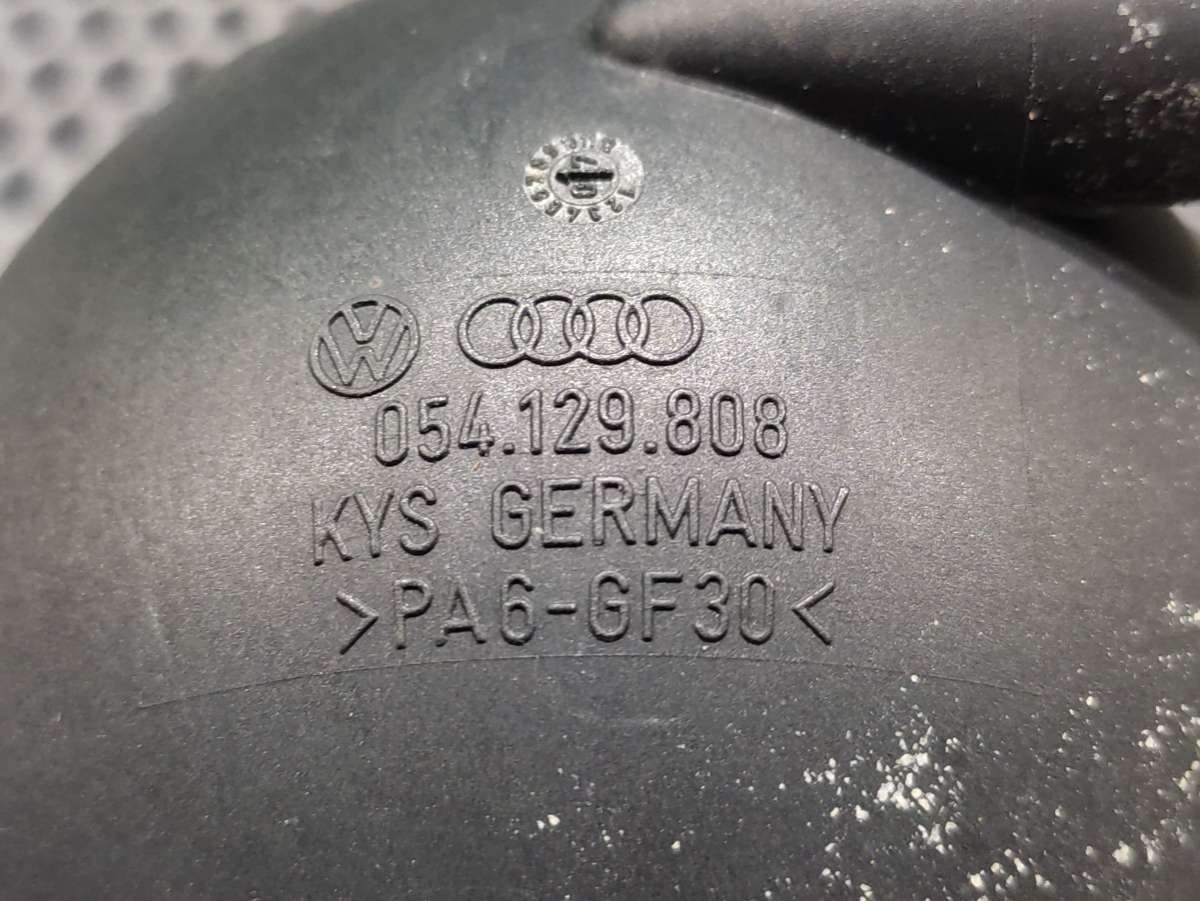 054.129.808
KYS GERMANY
>PA6-GF30<